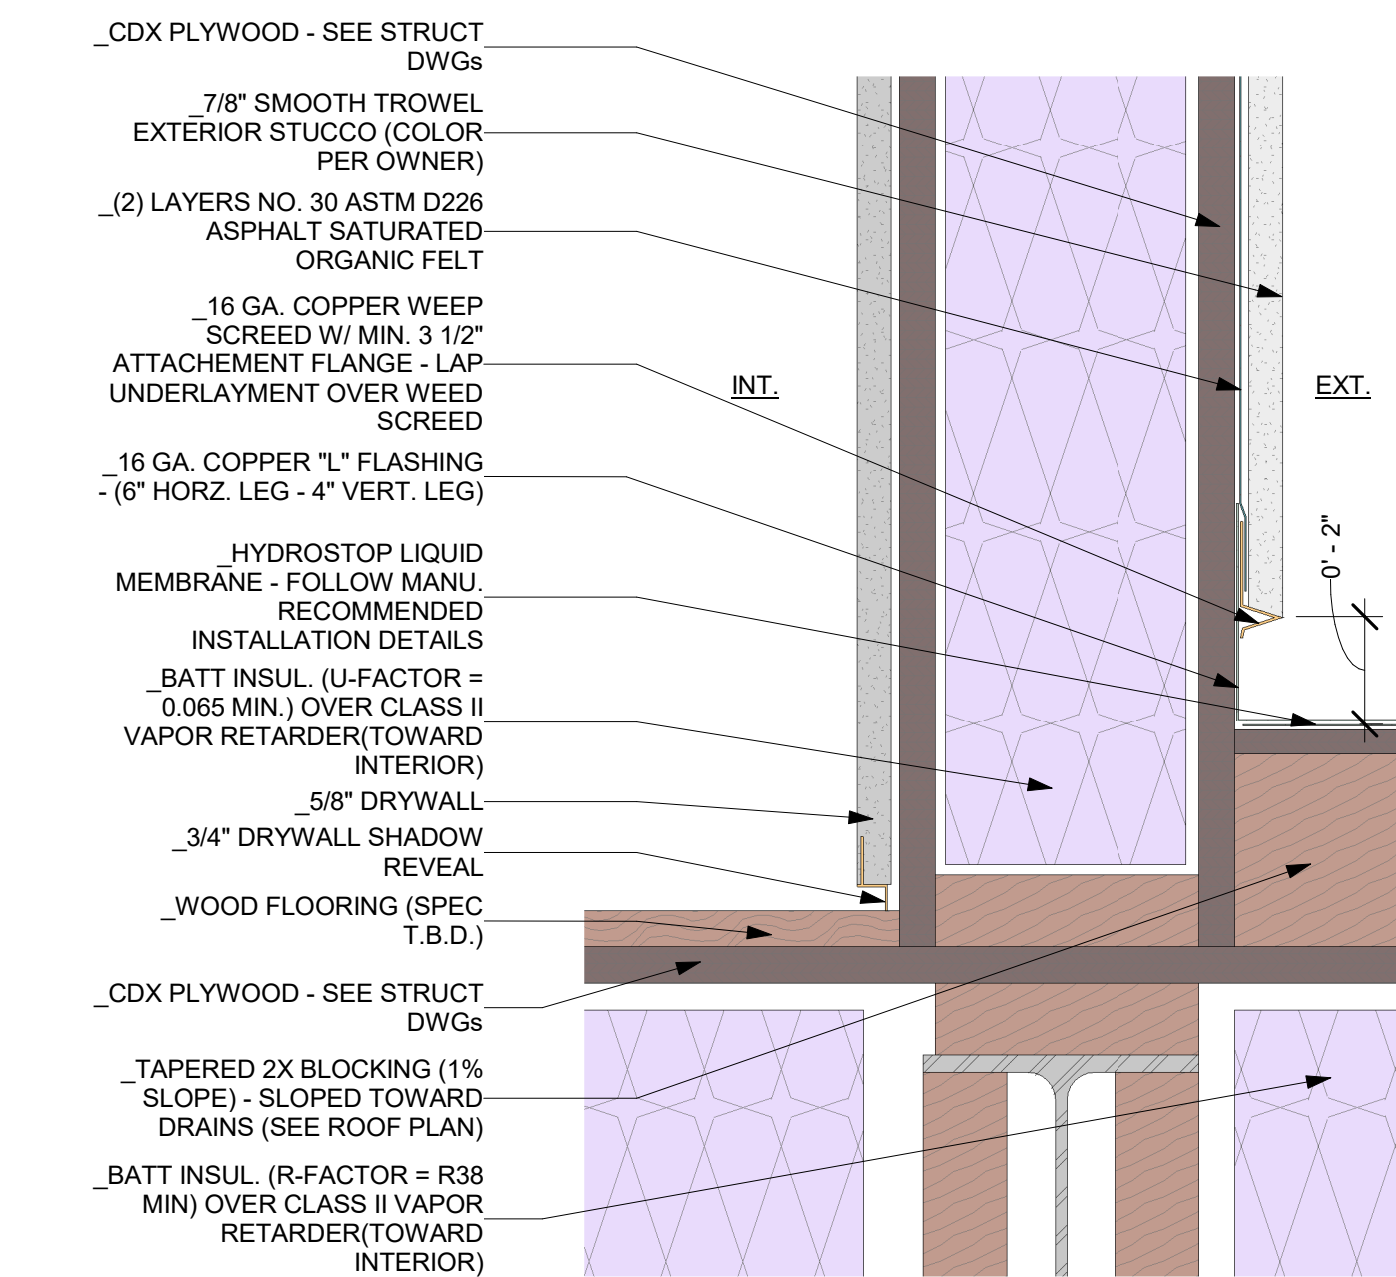 _CDX PLYWOOD - SEE STRUCT
DWGs
_7/8" SMOOTH TROWEL
EXTERIOR STUCCO (COLOR
PER OWNER)
_(2) LAYERS NO. 30 ASTM D226
ASPHALT SATURATED
ORGANIC FELT
_16 GA. COPPER WEEP
SCREED W/ MIN. 3 1/2"
ATTACHEMENT FLANGE - LAP
UNDERLAYMENT OVER WEED
SCREED
_16 GA. COPPER "L" FLASHING
- (6" HORZ. LEG - 4" VERT. LEG)
_HYDROSTOP LIQUID
MEMBRANE - FOLLOW MANU.
RECOMMENDED
INSTALLATION DETAILS
_BATT INSUL. (U-FACTOR =
0.065 MIN.) OVER CLASS II
VAPOR RETARDER(TOWARD
INTERIOR)
_5/8" DRYWALL
_3/4" DRYWALL SHADOW
REVEAL
_WOOD FLOORING (SPEC
T.B.D.)
_CDX PLYWOOD - SEE STRUCT
DWGs
_TAPERED 2X BLOCKING (1%
SLOPE) - SLOPED TOWARD
DRAINS (SEE ROOF PLAN)
_BATT INSUL. (R-FACTOR = R38
MIN) OVER CLASS II VAPOR
RETARDER(TOWARD
INTERIOR)
INT.
EXT.
0' - 2"